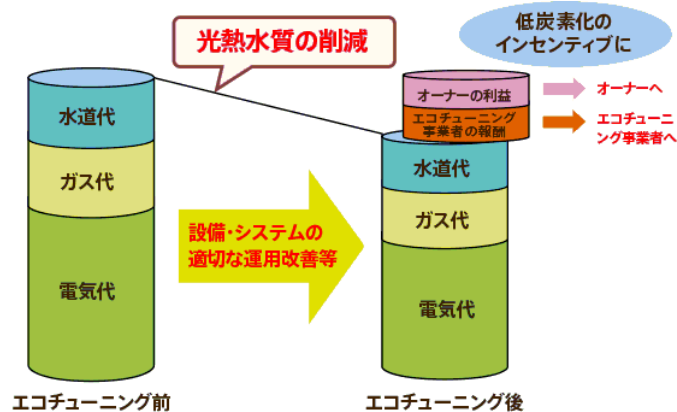 光熱水質の削減
低炭素化の
インセンティブに
水道代
ガス代
電気代
エコチューニング前
設備・システムの
適切な運用改善等
オーナーの利益
エコチューニング
事業者の報酬
水道代
ガス代
電気代
エコチューニング後
オーナーへ
エコチューニ
ング事業者へ